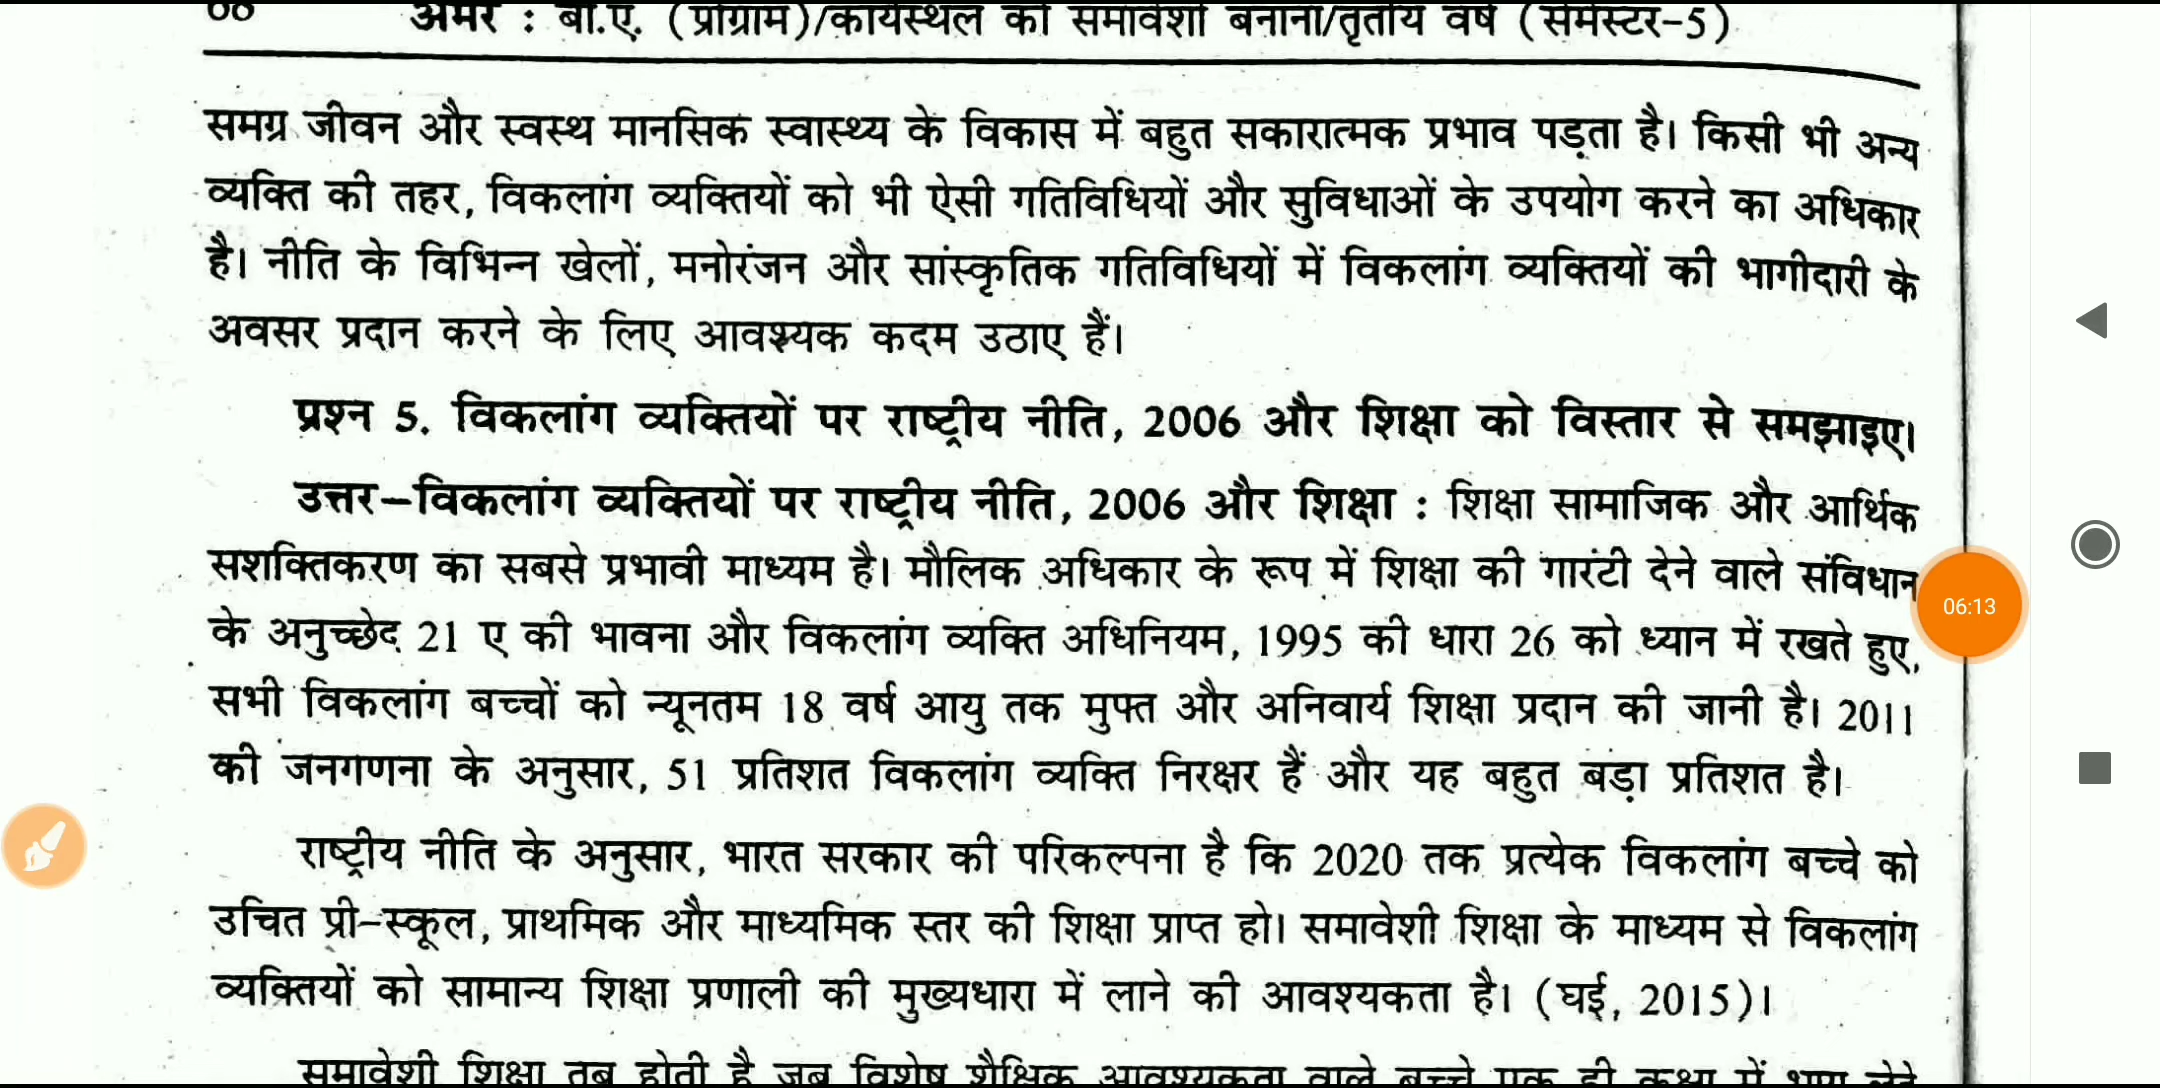 अमर : बी.ए. (प्रोग्राम)/कार्यस्थल को समावेशी बनाना/तृतीय वर्ष (सेमेस्टर-5)
समग्र जीवन और स्वस्थ मानसिक स्वास्थ्य के विकास में बहुत सकारात्मक प्रभाव पड़ता है। किसी भी अन्य
व्यक्ति की तहर, विकलांग व्यक्तियों को भी ऐसी गतिविधियों और सुविधाओं के उपयोग करने का अधिकार
है। नीति के विभिन्न खेलों, मनोरंजन और सांस्कृतिक गतिविधियों में विकलांग व्यक्तियों की भागीदारी के
अवसर प्रदान करने के लिए आवश्यक कदम उठाए हैं।
प्रश्न 5. विकलांग व्यक्तियों पर राष्ट्रीय नीति, 2006 और शिक्षा को विस्तार से समझाइए।
उत्तर–विकलांग व्यक्तियों पर राष्ट्रीय नीति, 2006 और शिक्षा : शिक्षा सामाजिक और आर्थिक
सशक्तिकरण का सबसे प्रभावी माध्यम है। मौलिक अधिकार के रूप में शिक्षा की गारंटी देने वाले संविधान
06:13
के अनुच्छेद 21 ए की भावना और विकलांग व्यक्ति अधिनियम, 1995 की धारा 26 को ध्यान में रखते हुए,
सभी विकलांग बच्चों को न्यूनतम 18 वर्ष आयु तक मुफ्त और अनिवार्य शिक्षा प्रदान की जानी है। 2011
की जनगणना के अनुसार, 51 प्रतिशत विकलांग व्यक्ति निरक्षर हैं और यह बहुत बड़ा प्रतिशत है।
राष्ट्रीय नीति के अनुसार, भारत सरकार की परिकल्पना है कि 2020 तक प्रत्येक विकलांग बच्चे को
उचित प्री-स्कूल, प्राथमिक और माध्यमिक स्तर की शिक्षा प्राप्त हो। समावेशी शिक्षा के माध्यम से विकलांग
व्यक्तियों को सामान्य शिक्षा प्रणाली की मुख्यधारा में लाने की आवश्यकता है। (घई, 2015)।
समावेशी शिक्षा तब होती है जब विशेष शैक्षिक आवश्यकता वाले बच्चे एक ही कक्षा में भाग लेते